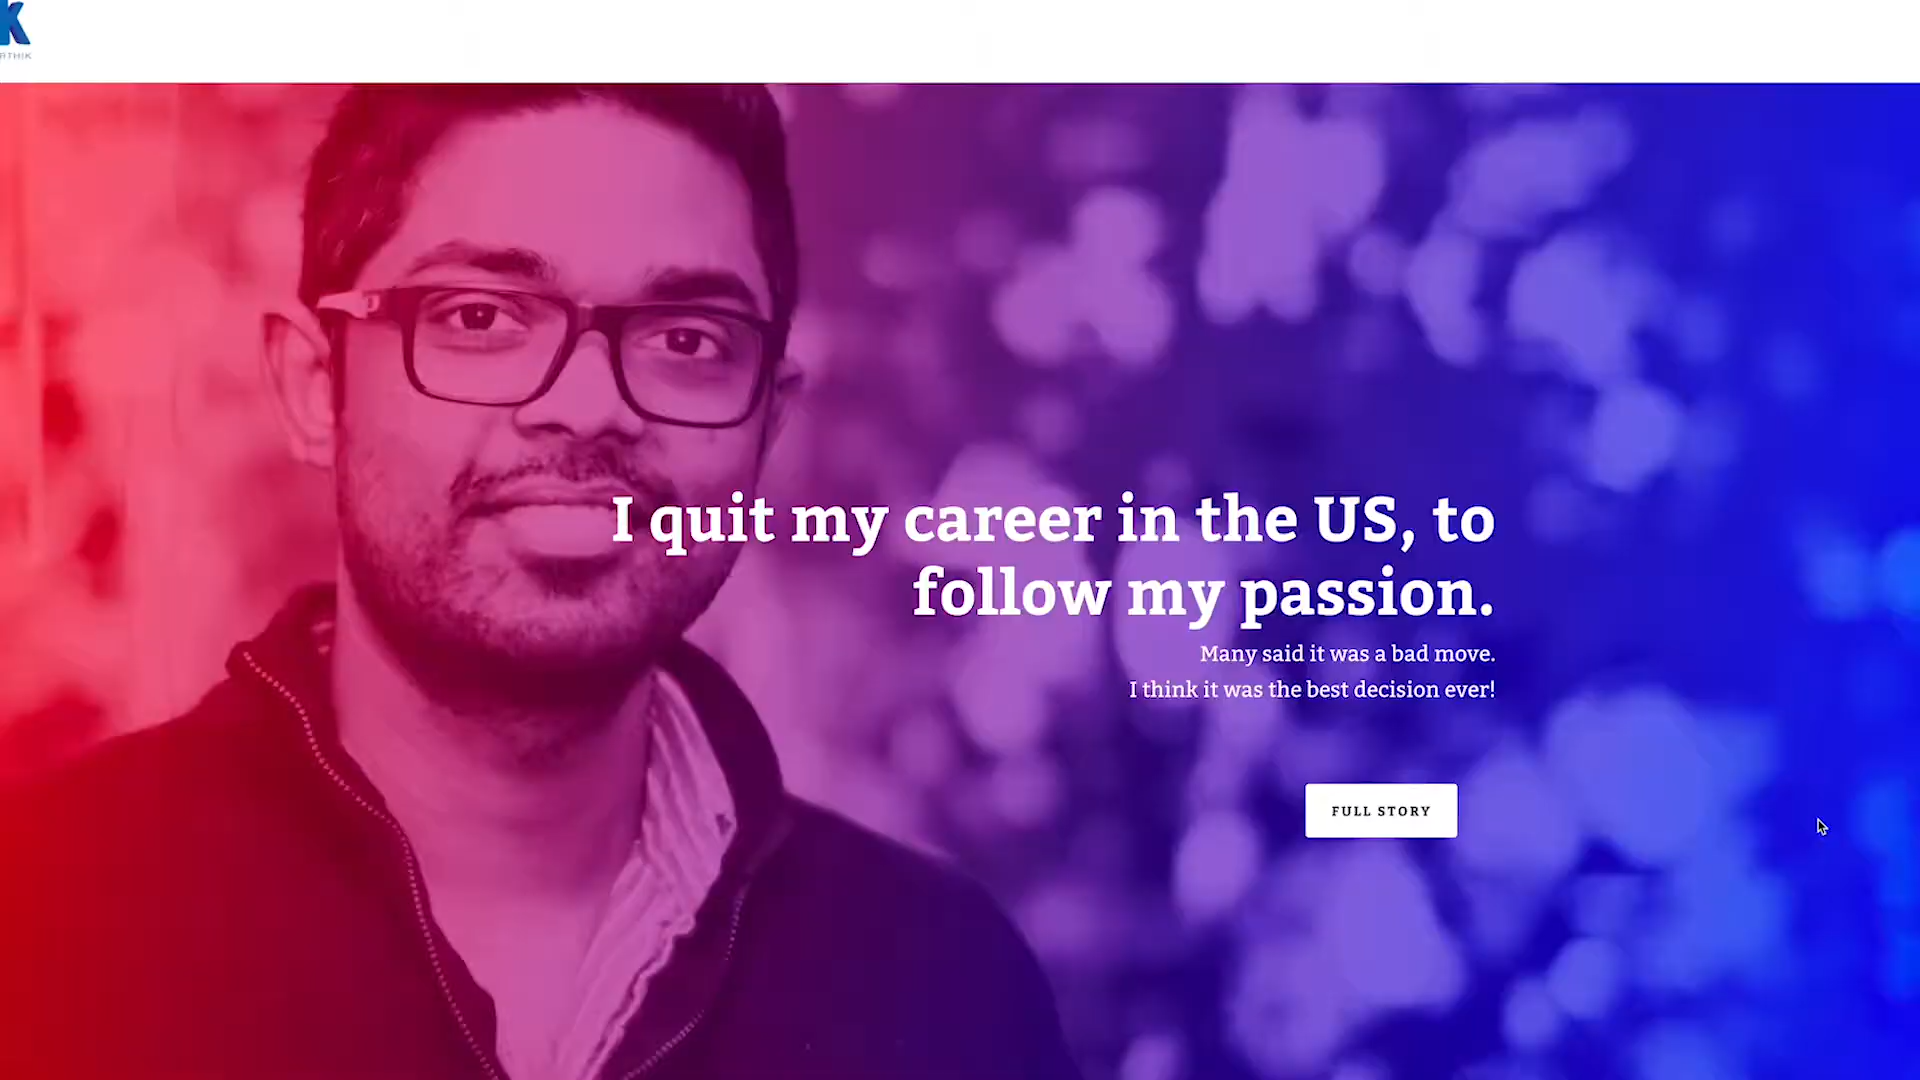 K
RTHIK
I quit my career in the US, to
follow my passion.
Many said it was a bad move.
I think it was the best decision ever!
FULL STORY